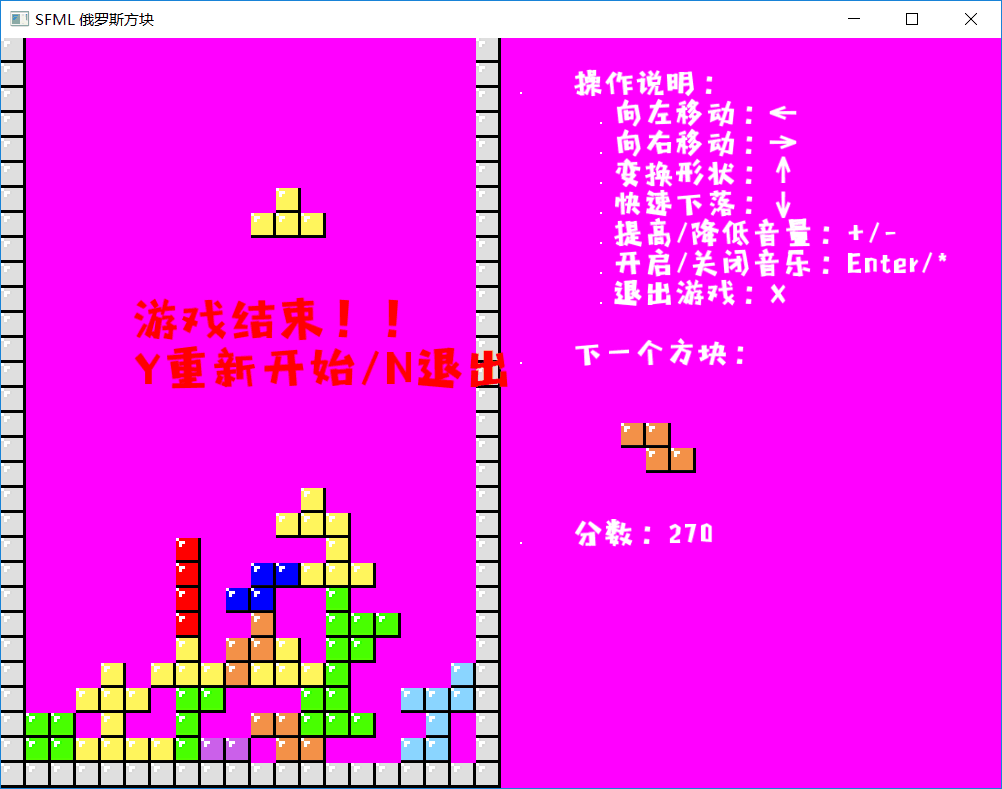 SFML 俄罗斯方块
操作说明：
向左移动：←
向右移动：→
变换形状：↑
快速下落：↓
提高/降低音量：+/-
开启/关闭音乐：Enter/*
退出游戏：X
游戏结束！！
Y重新开始/N退出
下一个方块：
分数：270